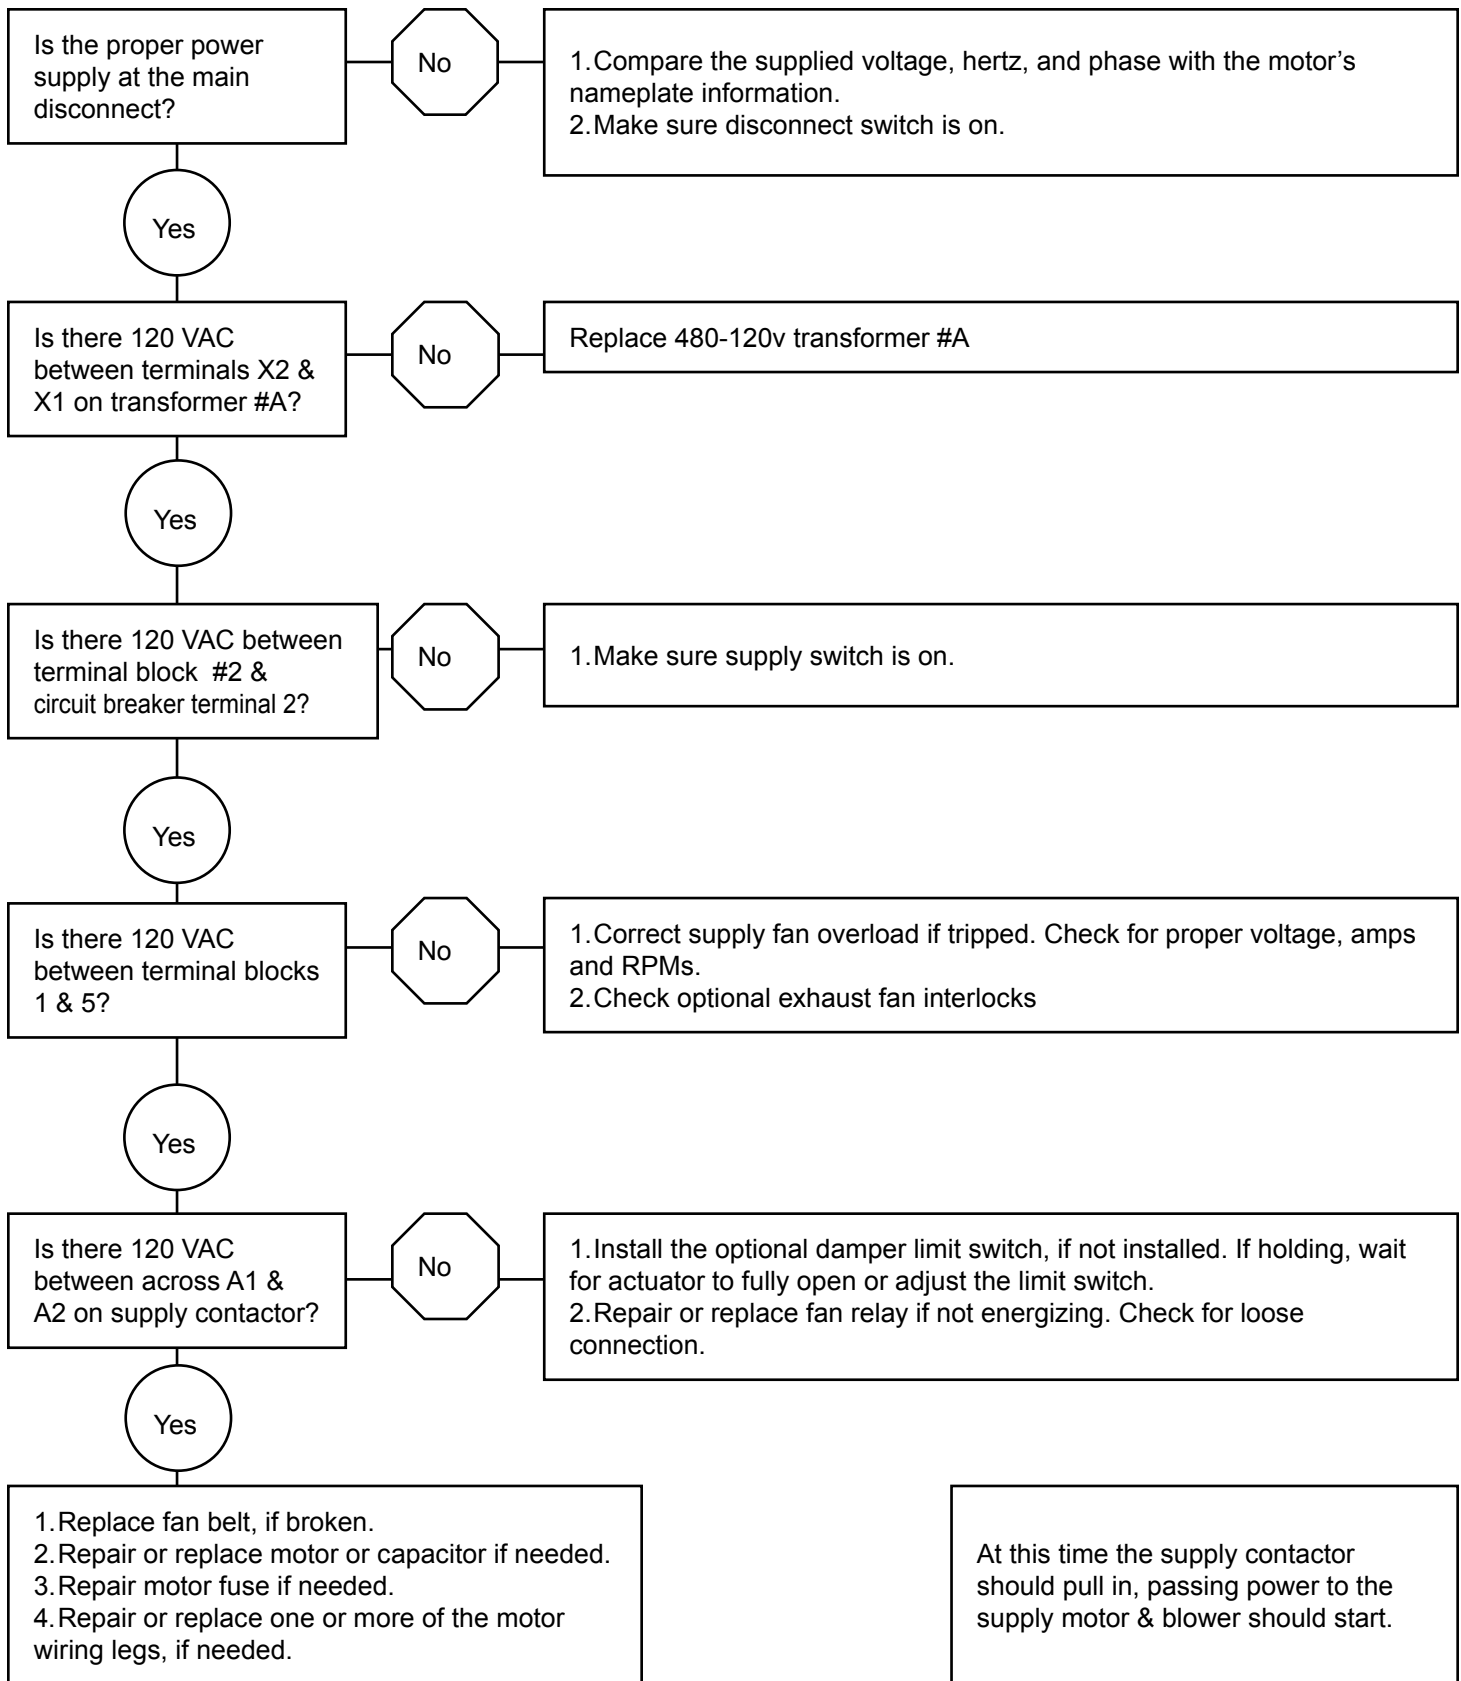 Is the proper power
supply at the main
disconnect?
No
1.Compare the supplied voltage, hertz, and phase with the motor’s
nameplate information.
2.Make sure disconnect switch is on.
Yes
Is there 120 VAC
between terminals X2 &
X1 on transformer #A?
No
Replace 480-120v transformer #A
Yes
Is there 120 VAC between
terminal block #2 &
circuit breaker terminal 2?
No
1.Make sure supply switch is on.
Yes
Is there 120 VAC
between terminal blocks
1 & 5?
No
1.Correct supply fan overload if tripped. Check for proper voltage, amps
and RPMs.
2.Check optional exhaust fan interlocks
Yes
Is there 120 VAC
between across A1 &
A2 on supply contactor?
No
1.Install the optional damper limit switch, if not installed. If holding, wait
for actuator to fully open or adjust the limit switch.
2.Repair or replace fan relay if not energizing. Check for loose
connection.
Yes
1.Replace fan belt, if broken.
2.Repair or replace motor or capacitor if needed.
3.Repair motor fuse if needed.
4.Repair or replace one or more of the motor
wiring legs, if needed.
At this time the supply contactor
should pull in, passing power to the
supply motor & blower should start.